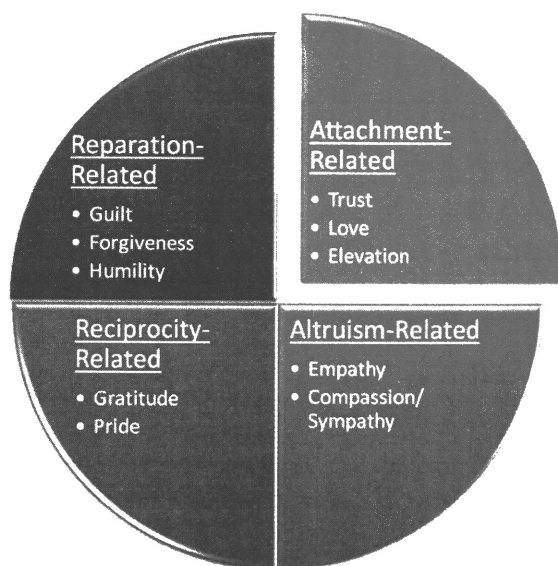 Reparation-
Related
• Guilt
• Forgiveness
• Humility
Attachment-
Related
• Trust
• Love
• Elevation
Reciprocity-
Related
• Gratitude
• Pride
Altruism-Related
• Empathy
• Compassion/
Sympathy